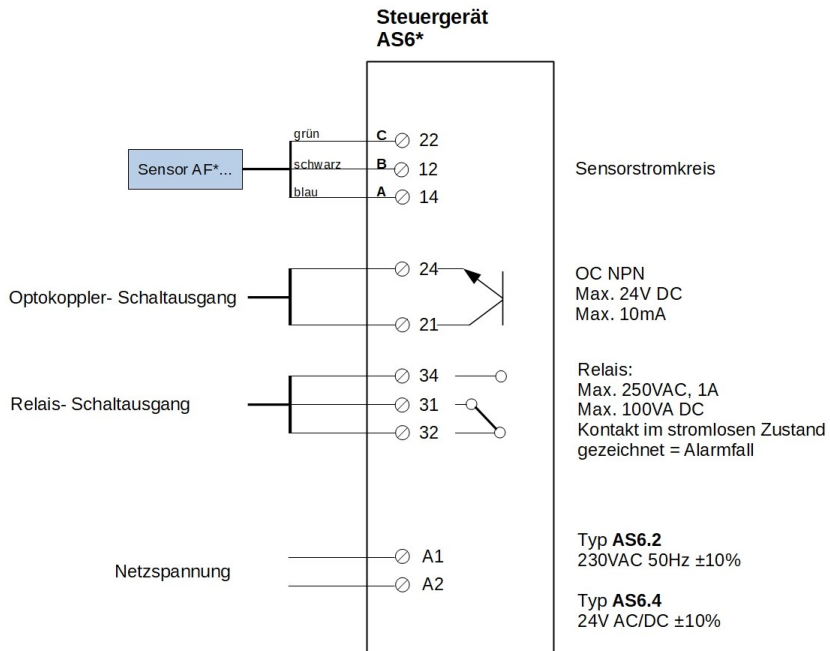 Steuergerät
AS6*
Sensor AF*...
grün
schwarz
blau
C
B
A
22
12
14
Sensorstromkreis
Optokoppler- Schaltausgang
24
21
OC NPN
Max. 24V DC
Max. 10mA
Relais- Schaltausgang
34
31
32
Relais:
Max. 250VAC, 1A
Max. 100VA DC
Kontakt im stromlosen Zustand
gezeichnet = Alarmfall
Netzspannung
A1
A2
Typ AS6.2
230VAC 50Hz ±10%
Typ AS6.4
24V AC/DC ±10%